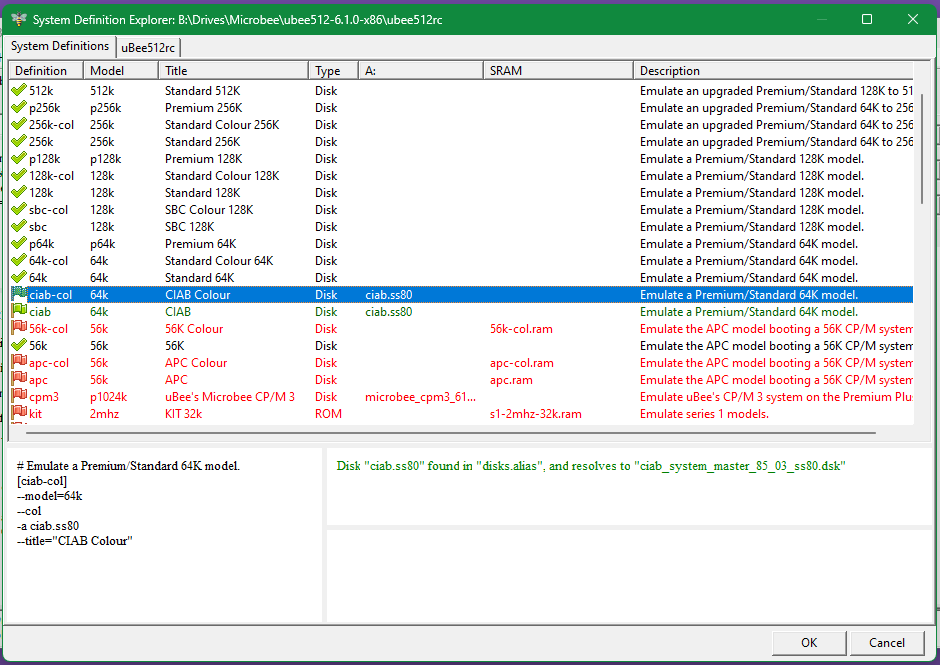 System Definition Explorer: B:\Drives\Microbee\ubee512-6.1.0-x86\ubee512rc
System Definitions uBee512rc
Definition Model Title Type A: SRAM Description
512k 512k Standard 512K Disk Emulate an upgraded Premium/Standard 128K to 51
p256k p256k Premium 256K Disk Emulate an upgraded Premium/Standard 64K to 256
256k-col 256k Standard Colour 256K Disk Emulate an upgraded Premium/Standard 64K to 256
256k 256k Standard 256K Disk Emulate an upgraded Premium/Standard 64K to 256
p128k p128k Premium 128K Disk Emulate a Premium/Standard 128K model.
128k-col 128k Standard Colour 128K Disk Emulate a Premium/Standard 128K model.
128k 128k Standard 128K Disk Emulate a Premium/Standard 128K model.
sbc-col 128k SBC Colour 128K Disk Emulate a Premium/Standard 128K model.
sbc 128k SBC 128K Disk Emulate a Premium/Standard 128K model.
p64k p64k Premium 64K Disk Emulate a Premium/Standard 64K model.
64k-col 64k Standard Colour 64K Disk Emulate a Premium/Standard 64K model.
64k 64k Standard 64K Disk Emulate a Premium/Standard 64K model.
ciab-col 64k CIAB Colour Disk ciab.ss80 Emulate a Premium/Standard 64K model.
ciab 64k CIAB Disk ciab.ss80 Emulate a Premium/Standard 64K model.
56k-col 56k 56K Colour Disk 56k-col.ram Emulate the APC model booting a 56K CP/M system
56k 56k 56K Disk Emulate the APC model booting a 56K CP/M system
apc-col 56k APC Colour Disk apc-col.ram Emulate the APC model booting a 56K CP/M system
apc 56k APC Disk apc.ram Emulate the APC model booting a 56K CP/M system
cpm3 p1024k uBee's Microbee CP/M 3 Disk microbee_cpm3_61... Emulate uBee's CP/M 3 system on the Premium Plu
kit 2mhz KIT 32k ROM s1-2mhz-32k.ram Emulate series 1 models.
# Emulate a Premium/Standard 64K model.
[ciab-col]
--model=64k
--col
-a ciab.ss80
--title="CIAB Colour"
Disk "ciab.ss80" found in "disks.alias", and resolves to "ciab_system_master_85_03_ss80.dsk"
OK Cancel